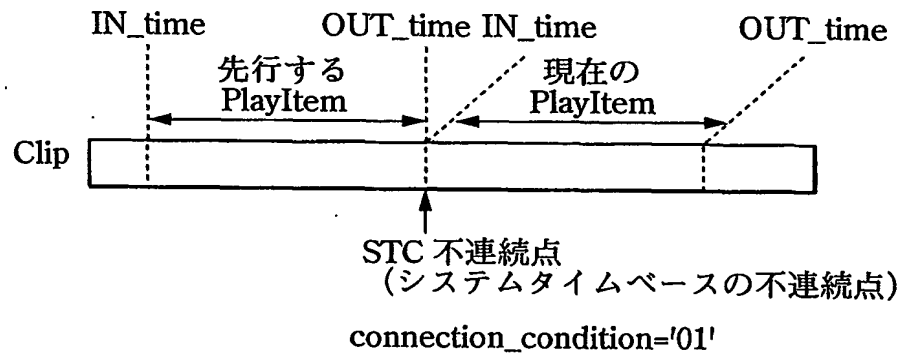 IN_time OUT_time IN_time OUT_time
先行する
PlayItem
現在の
PlayItem
Clip
STC 不連続点
(システムタイムベースの不連続点)
connection_condition='01'